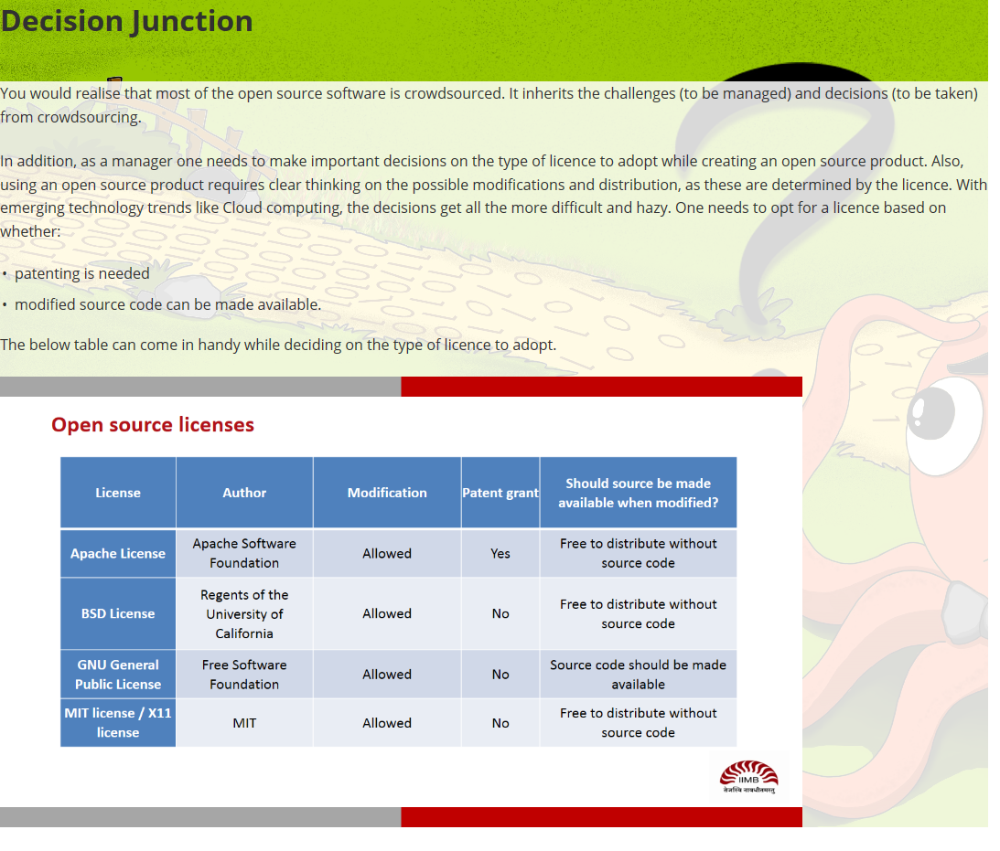 Decision Junction
You would realise that most of the open source software is crowdsourced. It inherits the challenges (to be managed) and decisions (to be taken)
from crowdsourcing.
In addition, as a manager one needs to make important decisions on the type of licence to adopt while creating an open source product. Also,
using an open source product requires clear thinking on the possible modifications and distribution, as these are determined by the licence. With
emerging technology trends like Cloud computing, the decisions get all the more difficult and hazy. One needs to opt for a licence based on
whether:
• patenting is needed
• modified source code can be made available.
The below table can come in handy while deciding on the type of licence to adopt.
Open source licenses
License Author Modification Patent grant Should source be made
available when modified?
Apache License Apache Software
Foundation Allowed Yes Free to distribute without
source code
BSD License Regents of the
University of
California Allowed No Free to distribute without
source code
GNU General
Public License Free Software
Foundation Allowed No Source code should be made
available
MIT license / X11
license MIT Allowed No Free to distribute without
source code
IIMB
तेजस्वि नावधीतमस्तु